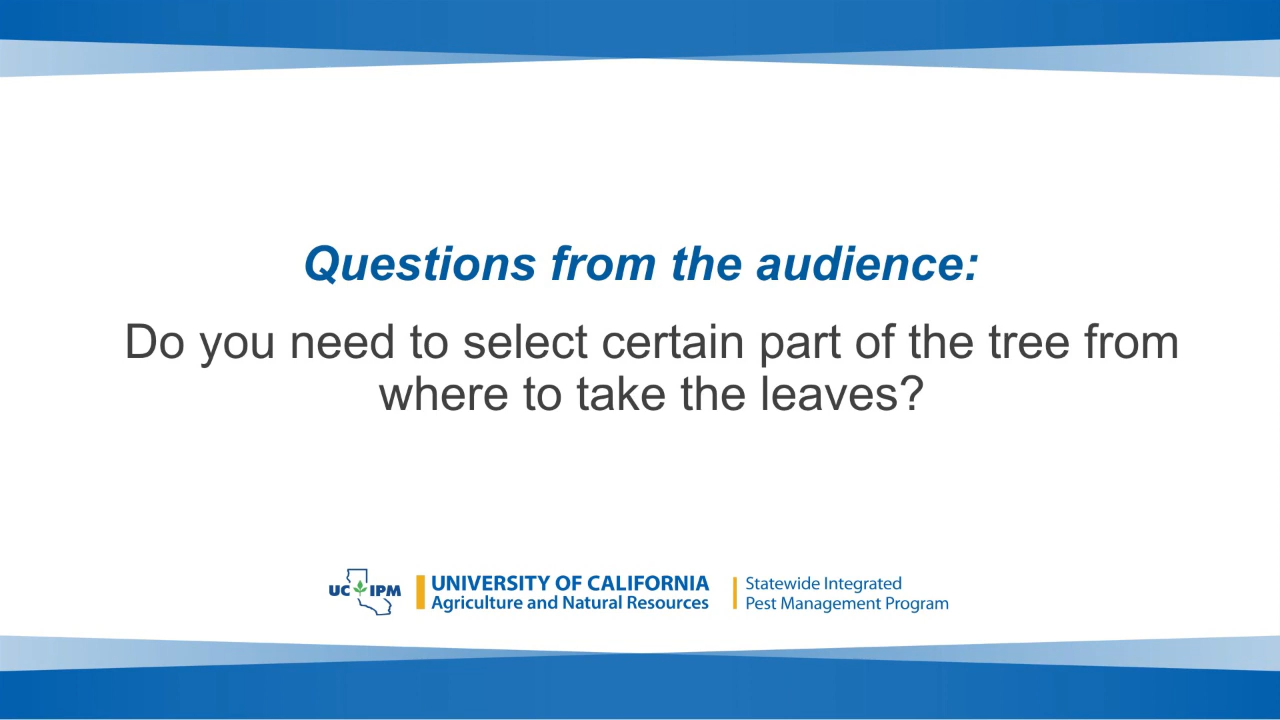 Questions from the audience:
Do you need to select certain part of the tree from
where to take the leaves?
UC IPM
UNIVERSITY OF CALIFORNIA
Agriculture and Natural Resources
Statewide Integrated
Pest Management Program